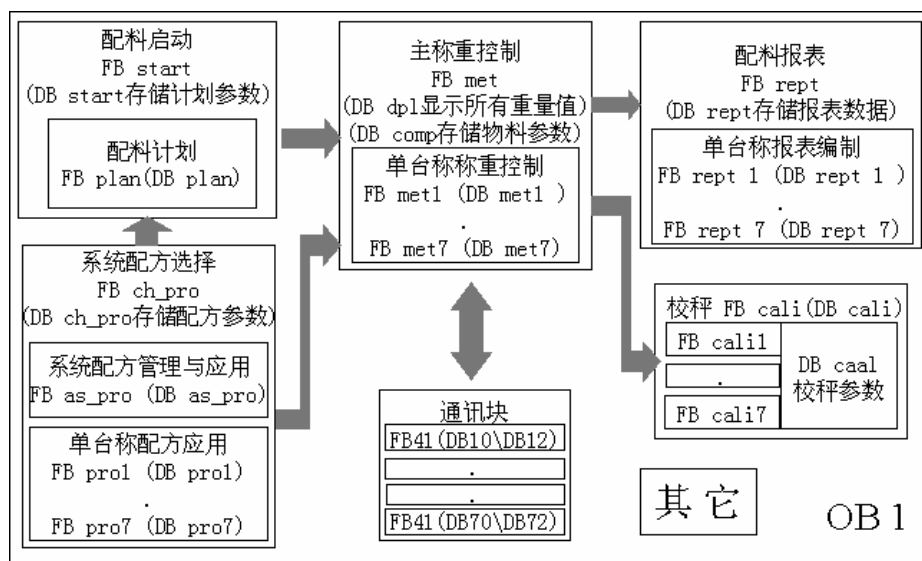 配料启动
FB start
(DB start存储计划参数)
配料计划
FB plan(DB plan)
系统配方选择
FB ch_pro
(DB ch_pro存储配方参数)
系统配方管理与应用
FB as_pro (DB as_pro)
单台称配方应用
FB pro1 (DB pro1)
.
FB pro7 (DB pro7)
主称重控制
FB met
(DB dpl显示所有重量值)
(DB comp存储物料参数)
单台称称重控制
FB met1 (DB met1 )
.
FB met7 (DB met7)
通讯块
FB41(DB10\DB12)
.
.
FB41(DB70\DB72)
配料报表
FB rept
(DB rept存储报表数据)
单台称报表编制
FB rept 1 (DB rept 1 )
.
FB rept 7 (DB rept 7)
校秤 FB cali(DB cali)
FB cali1
.
FB cali7
DB caal
校秤参数
其它
OB1